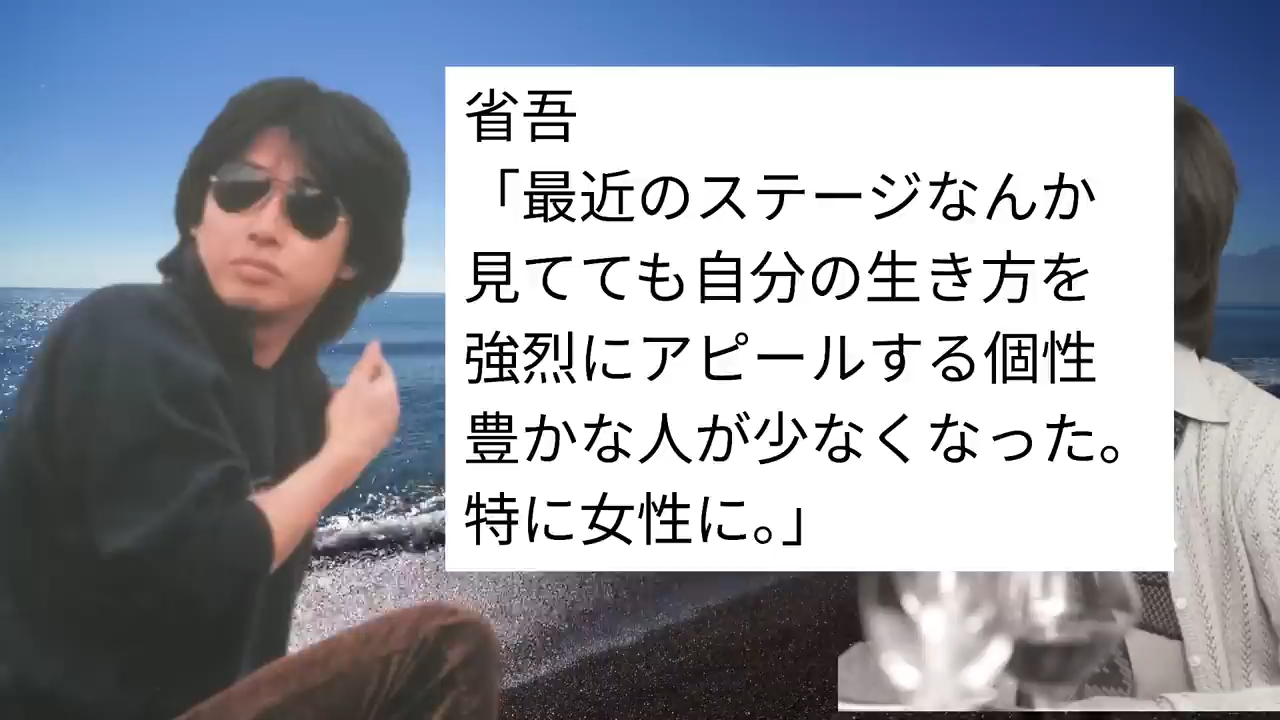 省吾
「最近のステージなんか
見てても自分の生き方を
強烈にアピールする個性
豊かな人が少なくなった。
特に女性に。」